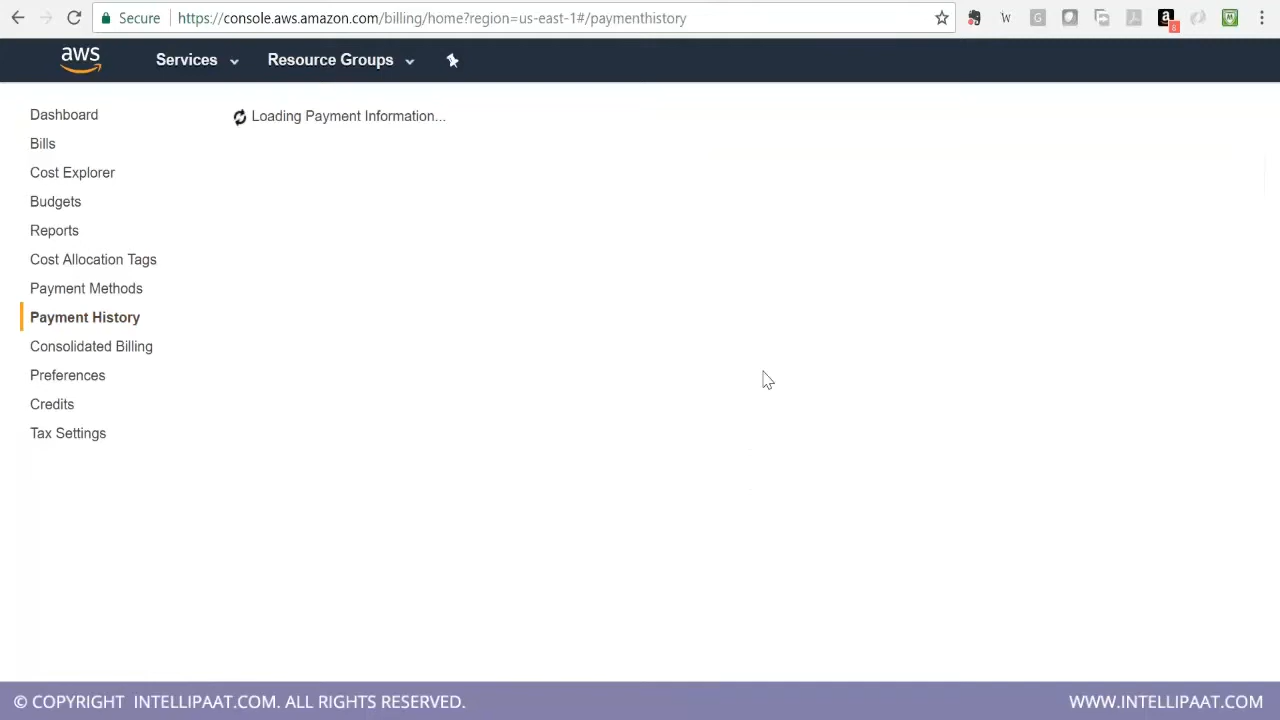 Secure
https://console.aws.amazon.com/billing/home?region=us-east-1#/paymenthistory
W
G
a
6
M
aws
Services
Resource Groups
Dashboard
Loading Payment Information...
Bills
Cost Explorer
Budgets
Reports
Cost Allocation Tags
Payment Methods
Payment History
Consolidated Billing
Preferences
Credits
Tax Settings
© COPYRIGHT INTELLIPAAT.COM. ALL RIGHTS RESERVED.
WWW.INTELLIPAAT.COM